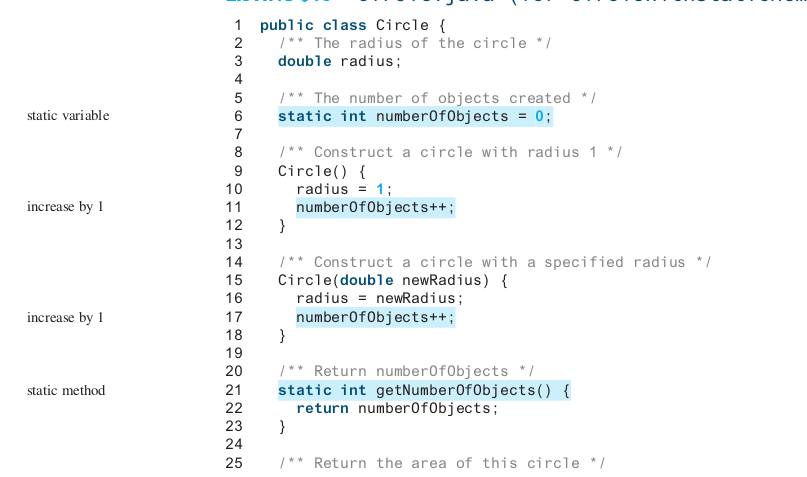 1 public class Circle {
2 /** The radius of the circle */
3 double radius;
4
5 /** The number of objects created */
static variable 6 static int numberOfObjects = 0;
7
8 /** Construct a circle with radius 1 */
9 Circle() {
10 radius = 1;
increase by 1 11 numberOfObjects++;
12 }
13
14 /** Construct a circle with a specified radius */
15 Circle(double newRadius) {
16 radius = newRadius;
increase by 1 17 numberOfObjects++;
18 }
19
20 /** Return numberOfObjects */
static method 21 static int getNumberOfObjects() {
22 return numberOfObjects;
23 }
24
25 /** Return the area of this circle */